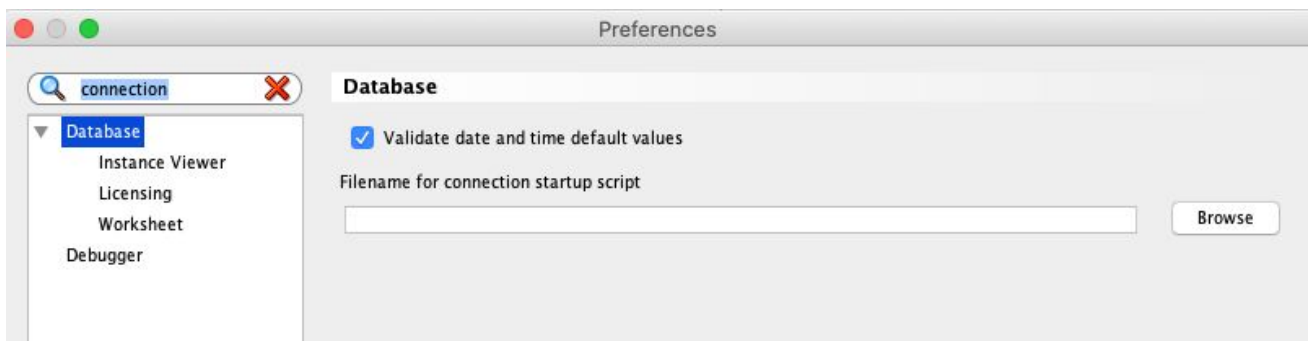 Preferences
connection
Database
Instance Viewer
Licensing
Worksheet
Debugger
Database
Validate date and time default values
Filename for connection startup script
Browse